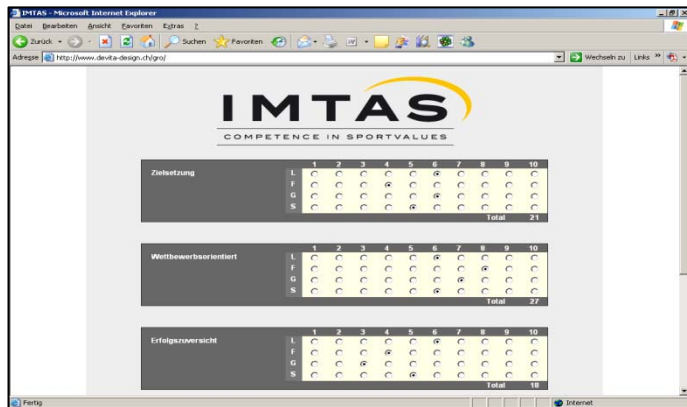 IMTAS - Microsoft Internet Explorer
Datei Bearbeiten Ansicht Favoriten Extras ?
Zurück Suchen Favoriten
Adresse http://www.devita-design.ch/gro/ Wechseln zu Links »
IMTAS
COMPETENCE IN SPORTVALUES
1 2 3 4 5 6 7 8 9 10
Zielsetzung L
F
G
S
Total 21
1 2 3 4 5 6 7 8 9 10
Wettbewerbsorientiert L
F
G
S
Total 27
1 2 3 4 5 6 7 8 9 10
Erfolgszuversicht L
F
G
S
Total 18
Fertig Internet